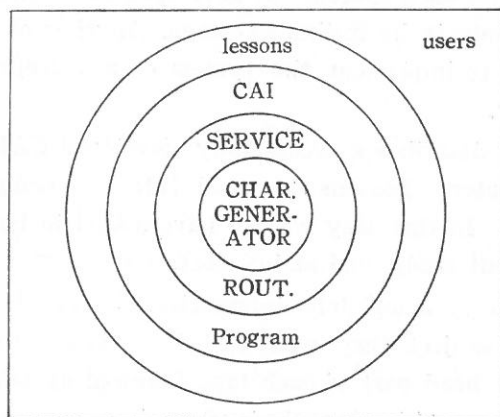 lessons
users
CAI
SERVICE
CHAR.
GENER-
ATOR
ROUT.
Program